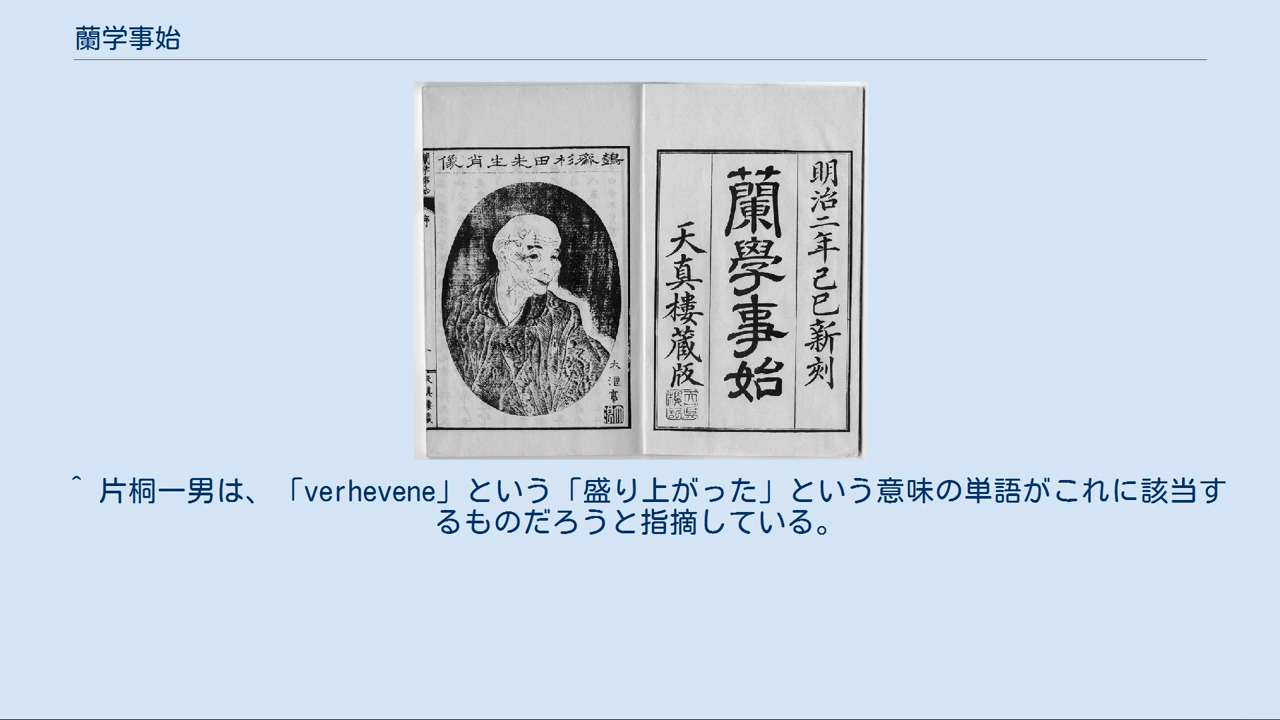 蘭学事始
明治二年己巳新刻
蘭學事始
天真樓蔵版
鷧齋杉田先生肖像
^ 片桐一男は、「verhevene」という「盛り上がった」という意味の単語がこれに該当す
るものだろうと指摘している。